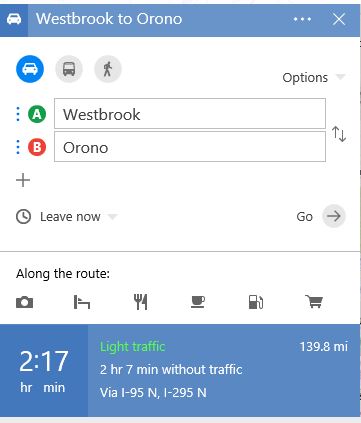 Westbrook to Orono
Options
A Westbrook
B Orono
Leave now
Go
Along the route:
2:17
hr min
Light traffic
139.8 mi
2 hr 7 min without traffic
Via I-95 N, I-295 N